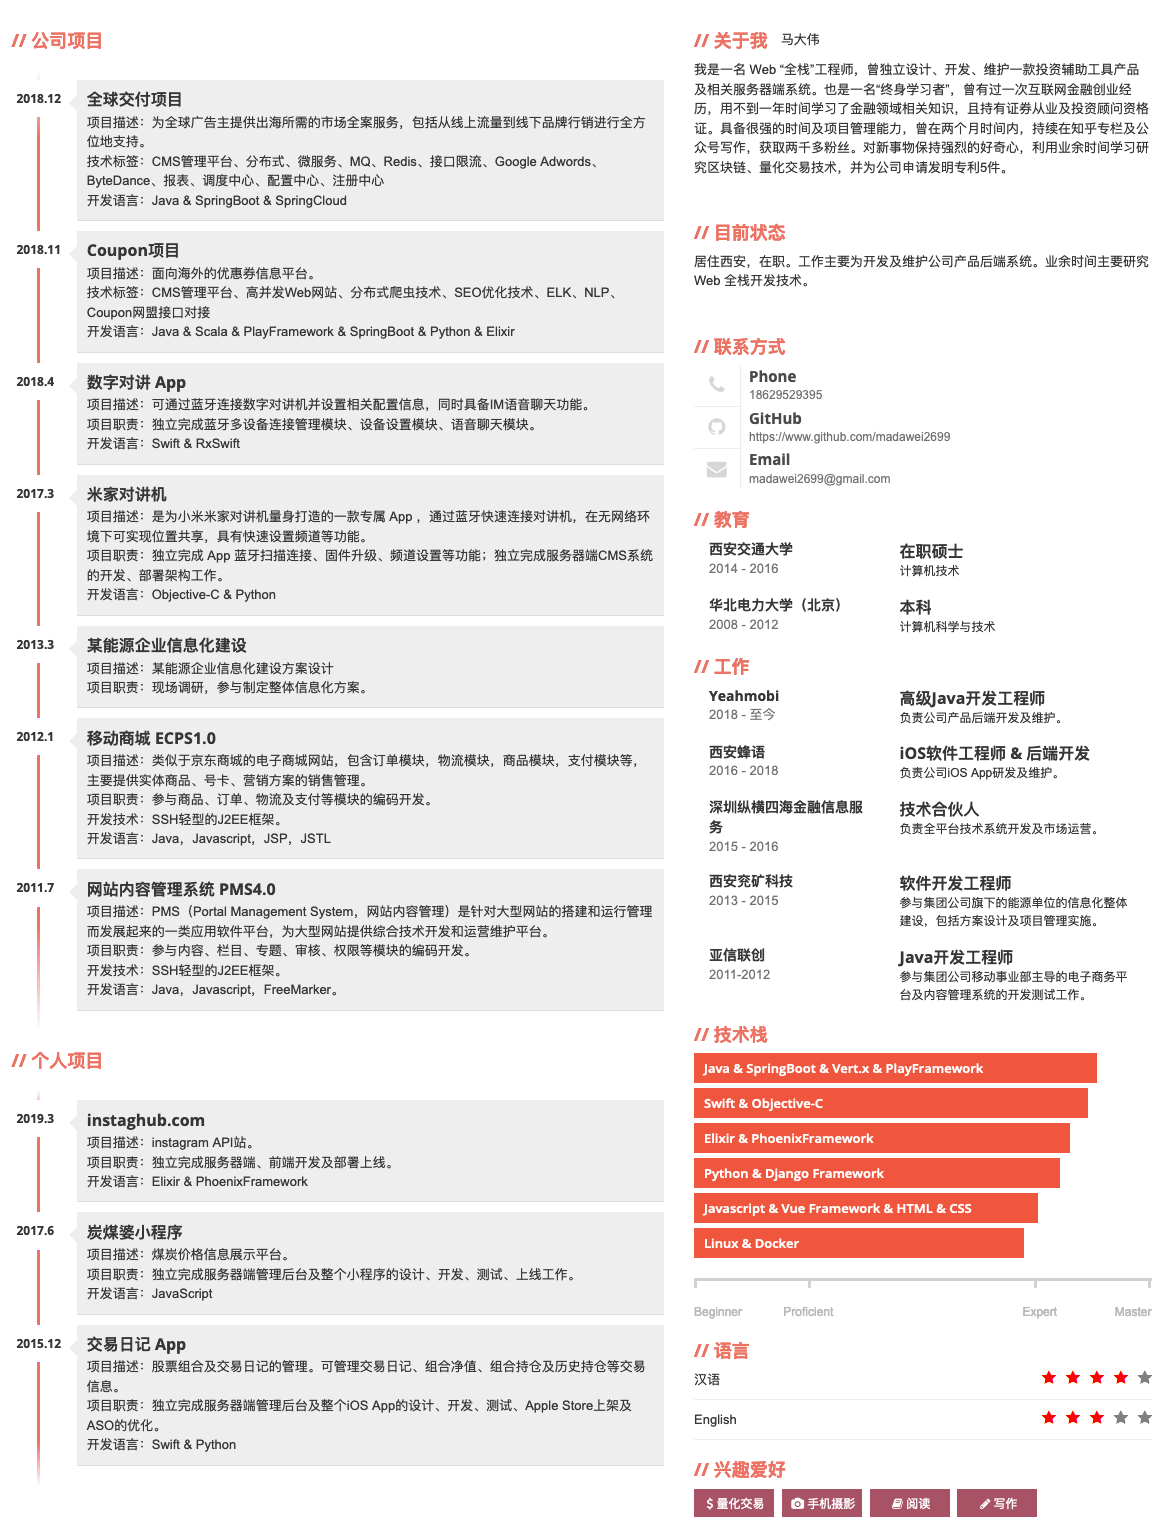 // 公司项目
2018.12
全球交付项目
项目描述：为全球广告主提供出海所需的市场全案服务，包括从线上流量到线下品牌行销进行全方
位地支持。
技术标签：CMS管理平台、分布式、微服务、MQ、Redis、接口限流、Google Adwords、
ByteDance、报表、调度中心、配置中心、注册中心
开发语言：Java & SpringBoot & SpringCloud
2018.11
Coupon项目
项目描述：面向海外的优惠券信息平台。
技术标签：CMS管理平台、高并发Web网站、分布式爬虫技术、SEO优化技术、ELK、NLP、
Coupon网盟接口对接
开发语言：Java & Scala & PlayFramework & SpringBoot & Python & Elixir
2018.4
数字对讲 App
项目描述：可通过蓝牙连接数字对讲机并设置相关配置信息，同时具备IM语音聊天功能。
项目职责：独立完成蓝牙多设备连接管理模块、设备设置模块、语音聊天模块。
开发语言：Swift & RxSwift
2017.3
米家对讲机
项目描述：是为小米米家对讲机量身打造的一款专属 App ，通过蓝牙快速连接对讲机，在无网络环
境下可实现位置共享，具有快速设置频道等功能。
项目职责：独立完成 App 蓝牙扫描连接、固件升级、频道设置等功能；独立完成服务器端CMS系统
的开发、部署架构工作。
开发语言：Objective-C & Python
2013.3
某能源企业信息化建设
项目描述：某能源企业信息化建设方案设计
项目职责：现场调研，参与制定整体信息化方案。
2012.1
移动商城 ECPS1.0
项目描述：类似于京东商城的电子商城网站，包含订单模块，物流模块，商品模块，支付模块等，
主要提供实体商品、号卡、营销方案的销售管理。
项目职责：参与商品、订单、物流及支付等模块的编码开发。
开发技术：SSH轻型的J2EE框架。
开发语言：Java，Javascript，JSP，JSTL
2011.7
网站内容管理系统 PMS4.0
项目描述：PMS（Portal Management System，网站内容管理）是针对大型网站的搭建和运行管理
而发展起来的一类应用软件平台，为大型网站提供综合技术开发和运营维护平台。
项目职责：参与内容、栏目、专题、审核、权限等模块的编码开发。
开发技术：SSH轻型的J2EE框架。
开发语言：Java，Javascript，FreeMarker。
// 个人项目
2019.3
instaghub.com
项目描述：instagram API站。
项目职责：独立完成服务器端、前端开发及部署上线。
开发语言：Elixir & PhoenixFramework
2017.6
炭煤婆小程序
项目描述：煤炭价格信息展示平台。
项目职责：独立完成服务器端管理后台及整个小程序的设计、开发、测试、上线工作。
开发语言：JavaScript
2015.12
交易日记 App
项目描述：股票组合及交易日记的管理。可管理交易日记、组合净值、组合持仓及历史持仓等交易
信息。
项目职责：独立完成服务器端管理后台及整个iOS App的设计、开发、测试、Apple Store上架及
ASO的优化。
开发语言：Swift & Python
// 关于我 马大伟
我是一名 Web “全栈”工程师，曾独立设计、开发、维护一款投资辅助工具产品
及相关服务器端系统。也是一名“终身学习者”，曾有过一次互联网金融创业经
历，用不到一年时间学习了金融领域相关知识，且持有证券从业及投资顾问资格
证。具备很强的时间及项目管理能力，曾在两个月时间内，持续在知乎专栏及公
众号写作，获取两千多粉丝。对新事物保持强烈的好奇心，利用业余时间学习研
究区块链、量化交易技术，并为公司申请发明专利5件。
// 目前状态
居住西安，在职。工作主要为开发及维护公司产品后端系统。业余时间主要研究
Web 全栈开发技术。
// 联系方式
Phone
18629529395
GitHub
https://www.github.com/madawei2699
Email
madawei2699@gmail.com
// 教育
西安交通大学
2014 - 2016
在职硕士
计算机技术
华北电力大学（北京）
2008 - 2012
本科
计算机科学与技术
// 工作
Yeahmobi
2018 - 至今
高级Java开发工程师
负责公司产品后端开发及维护。
西安蜂语
2016 - 2018
iOS软件工程师 & 后端开发
负责公司iOS App研发及维护。
深圳纵横四海金融信息服
务
2015 - 2016
技术合伙人
负责全平台技术系统开发及市场运营。
西安兖矿科技
2013 - 2015
软件开发工程师
参与集团公司旗下的能源单位的信息化整体
建设，包括方案设计及项目管理实施。
亚信联创
2011-2012
Java开发工程师
参与集团公司移动事业部主导的电子商务平
台及内容管理系统的开发测试工作。
// 技术栈
Java & SpringBoot & Vert.x & PlayFramework
Swift & Objective-C
Elixir & PhoenixFramework
Python & Django Framework
Javascript & Vue Framework & HTML & CSS
Linux & Docker
Beginner Proficient Expert Master
// 语言
汉语
English
// 兴趣爱好
量化交易 手机摄影 阅读 写作